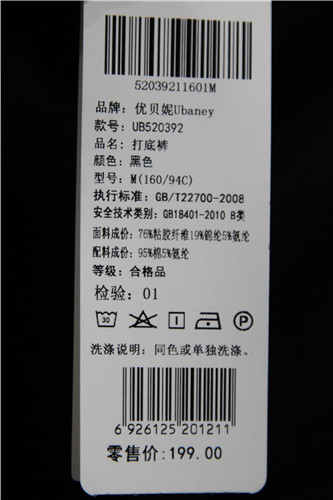 52039211601M
品牌: 优贝妮Ubaney
款号: UB520392
品名: 打底裤
颜色: 黑色
型号: M(160/94C)
执行标准: GB/T22700-2008
安全技术类别: GB18401-2010 B类
面料成份: 76%粘胶纤维19%锦纶5%氨纶
配料成份: 95%棉5%氨纶
等级: 合格品
检验: 01
30 P
洗涤说明: 同色或单独洗涤.
6 926125 201211
零售价:199.00